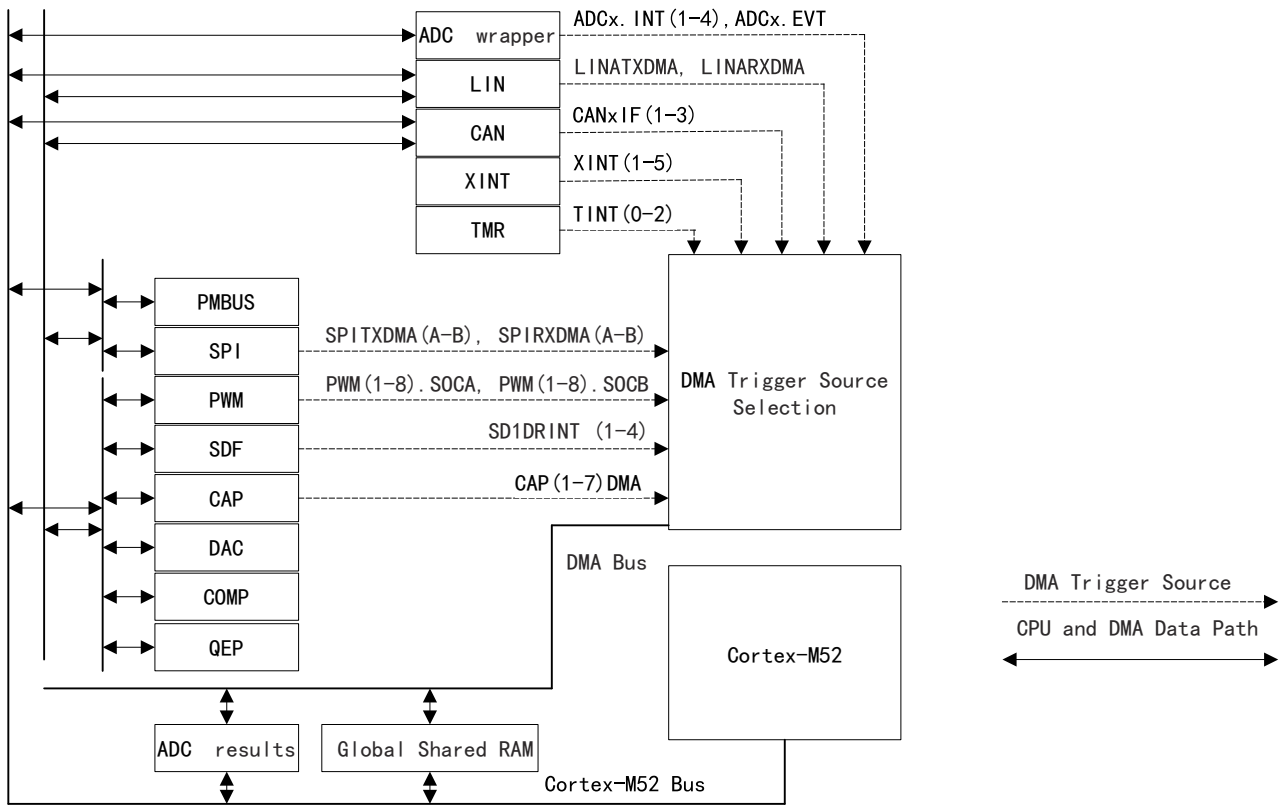 ADCx.INT(1-4),ADCx.EVT
ADC wrapper
LINATXDMA, LINARXDMA
LIN
CANxIF(1-3)
CAN
XINT(1-5)
XINT
TINT(0-2)
TMR
PMBUS
SPITXDMA(A-B), SPIRXDMA(A-B)
SPI
PWM(1-8).SOCA, PWM(1-8).SOCB
PWM
DMA Trigger Source
Selection
SD1DRINT (1-4)
SDF
CAP(1-7)DMA
CAP
DAC
DMA Bus
COMP
QEP
Cortex-M52
DMA Trigger Source
CPU and DMA Data Path
ADC results
Global Shared RAM
Cortex-M52 Bus